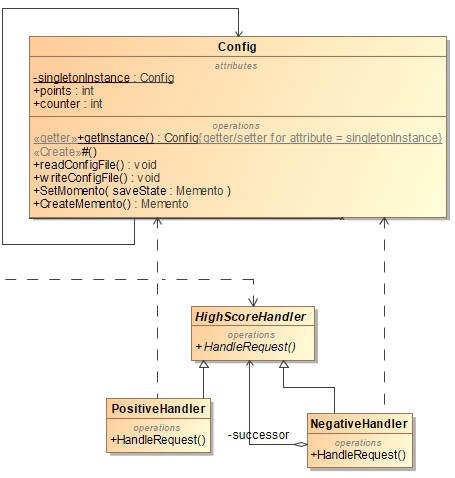 Config
attributes
-singletonInstance : Config
+points : int
+counter : int
operations
«getter»+getInstance() : Config{getter/setter for attribute = singletonInstance}
«Create»#()
+readConfigFile() : void
+writeConfigFile() : void
+SetMomento( saveState : Memento )
+CreateMemento() : Memento
HighScoreHandler
operations
+HandleRequest()
PositiveHandler
operations
+HandleRequest()
-successor
NegativeHandler
operations
+HandleRequest()